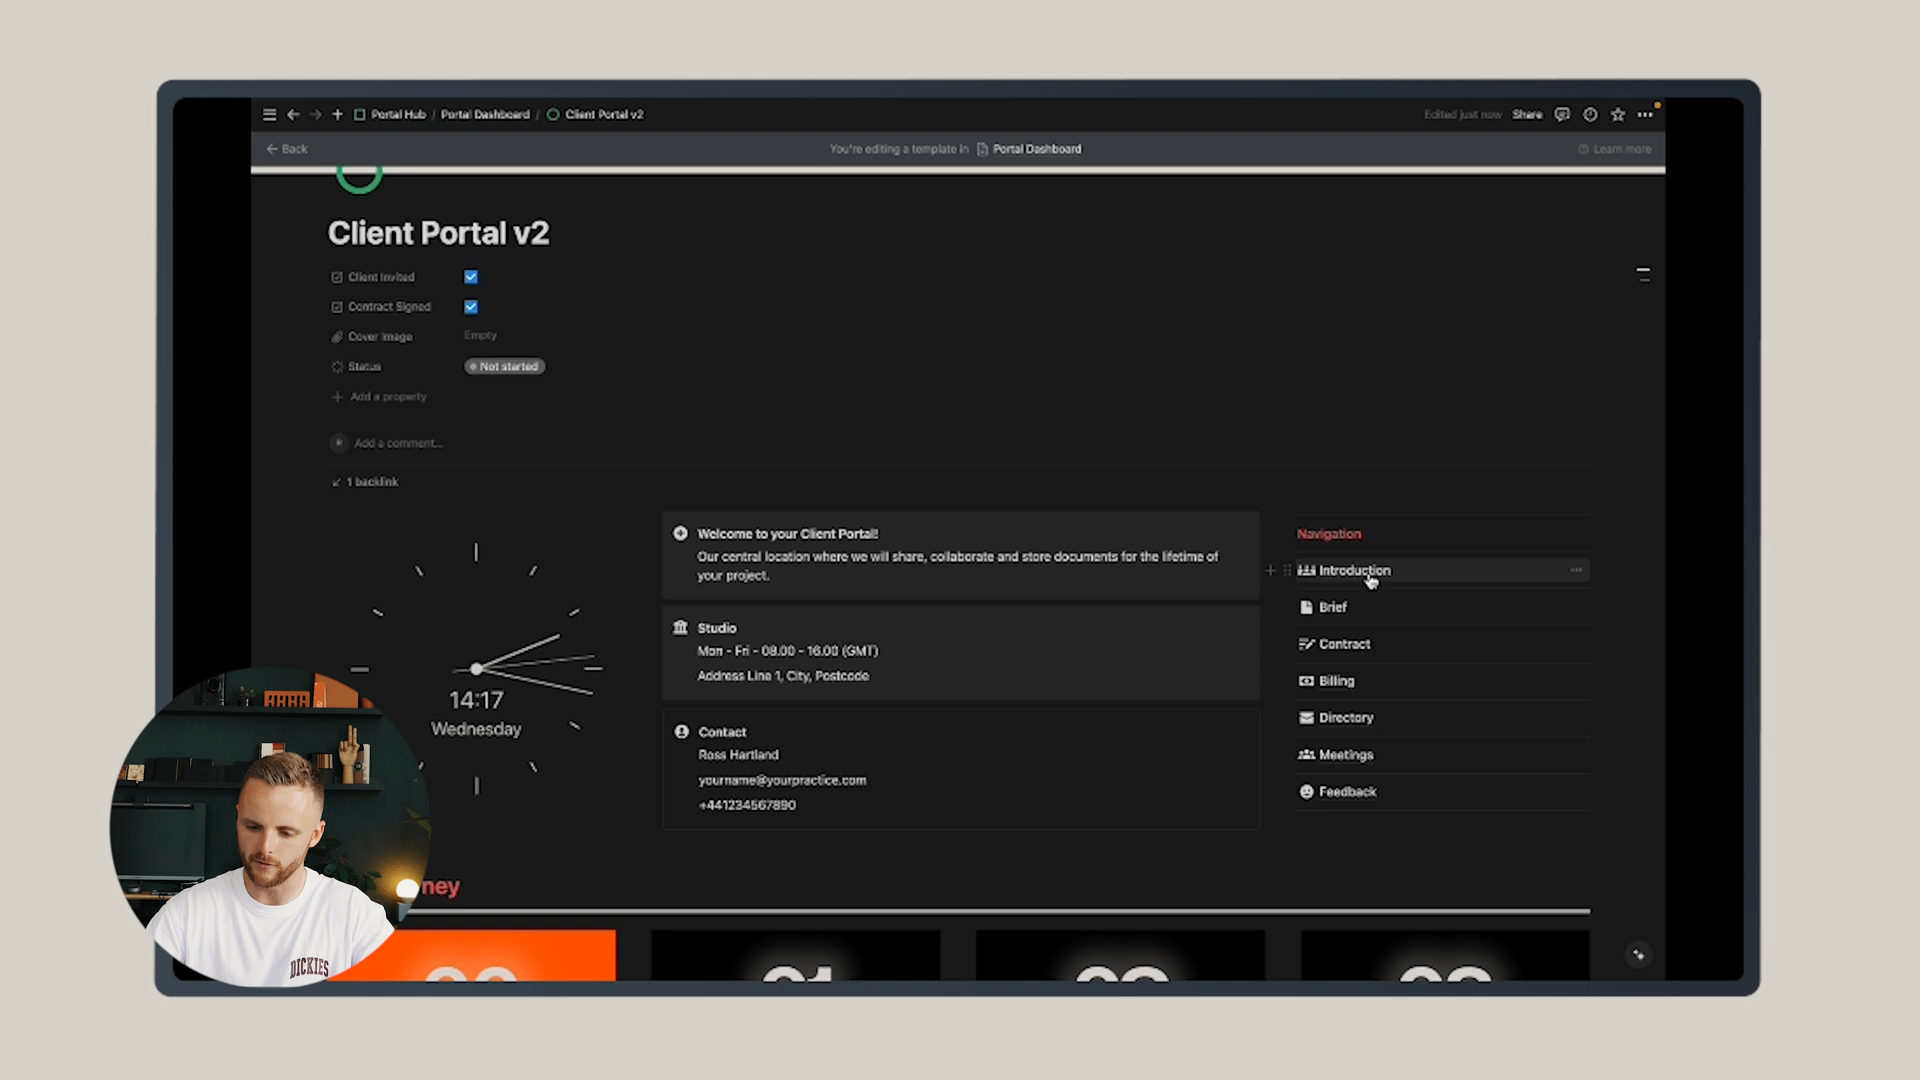 Portal Hub / Portal Dashboard / Client Portal v2
Edited just now Share
Back
You're editing a template in Portal Dashboard
Learn more
Client Portal v2
Client Invited
Contract Signed
Cover Image Empty
Status Not started
Add a property
Add a comment...
1 backlink
14:17
Wednesday
Welcome to your Client Portal!
Our central location where we will share, collaborate and store documents for the lifetime of
your project.
Studio
Mon - Fri - 08.00 - 16.00 (GMT)
Address Line 1, City, Postcode
Contact
Ross Hartland
yourname@yourpractice.com
+441234567890
Navigation
Introduction
Brief
Contract
Billing
Directory
Meetings
Feedback
ney
DICKIES